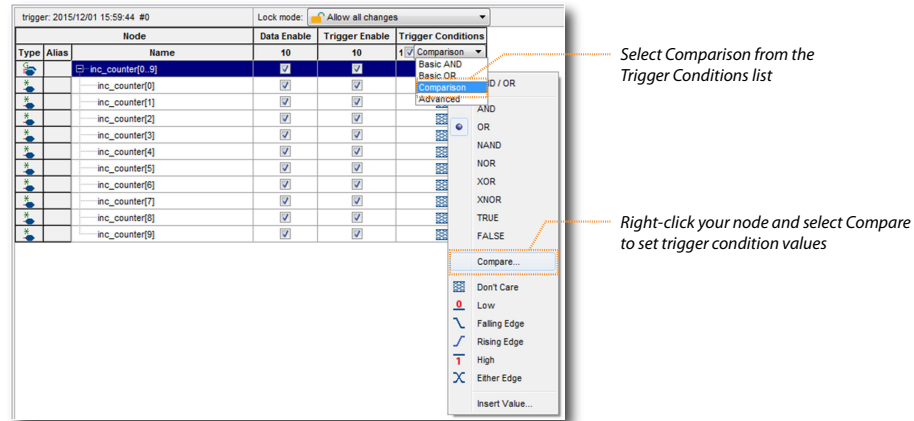 trigger: 2015/12/01 15:59:44 #0 Lock mode: Allow all changes
Node Data Enable Trigger Enable Trigger Conditions
Type Alias Name 10 10 1 Comparison
Basic AND
Basic OR
Comparison
Advanced
inc_counter[0..9]
inc_counter[0]
inc_counter[1]
inc_counter[2]
inc_counter[3]
inc_counter[4]
inc_counter[5]
inc_counter[6]
inc_counter[7]
inc_counter[8]
inc_counter[9]
D / OR
AND
OR
NAND
NOR
XOR
XNOR
TRUE
FALSE
Compare...
Don't Care
0 Low
Falling Edge
Rising Edge
1 High
Either Edge
Insert Value...
Select Comparison from the
Trigger Conditions list
Right-click your node and select Compare
to set trigger condition values